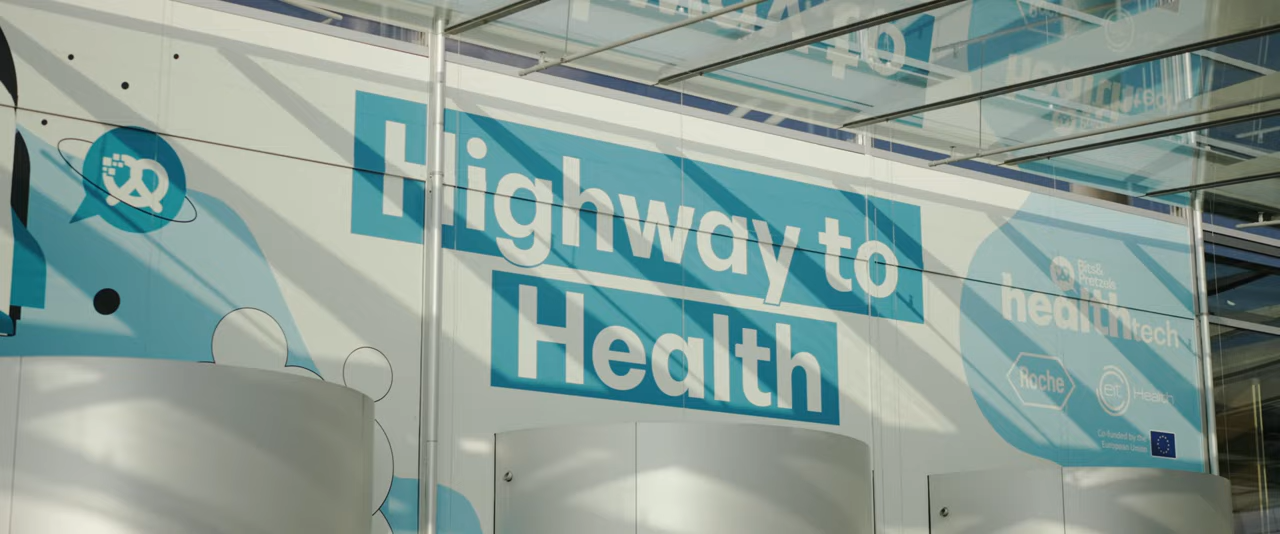 Highway to
Health
Bits&
Pretzels
healthtech
Roche
eit Health
Co-funded by the
European Union